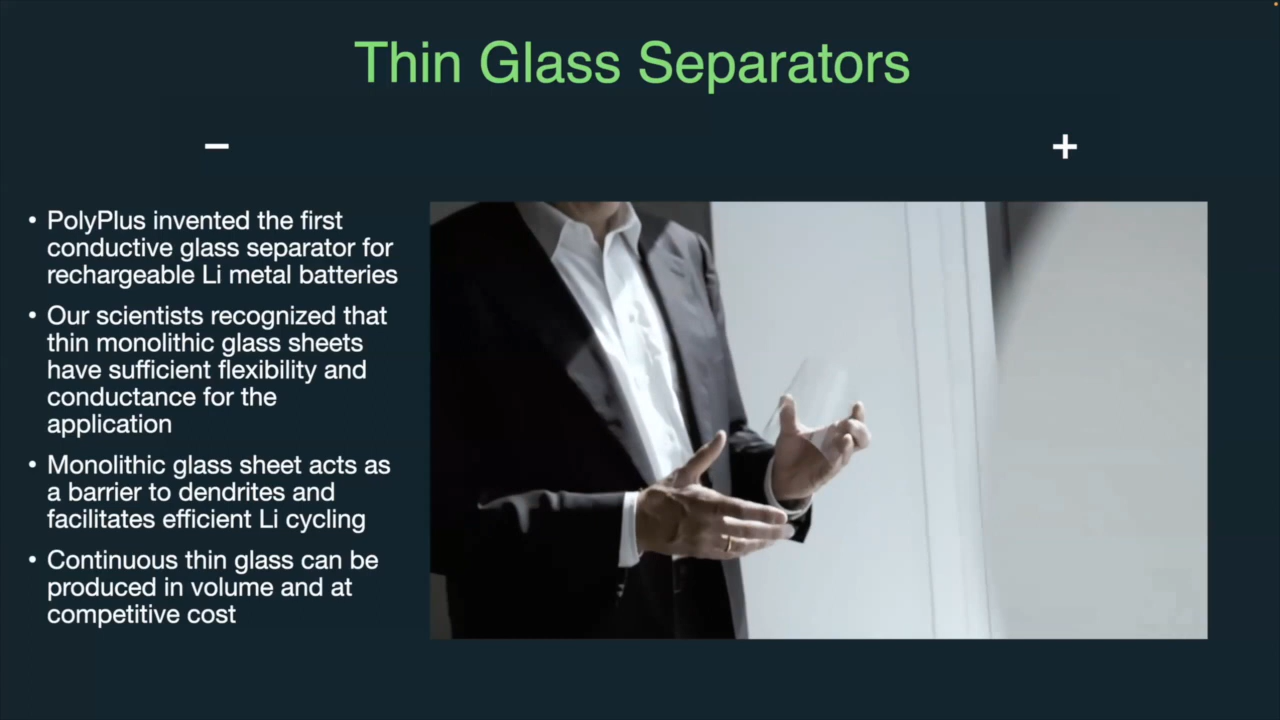 Thin Glass Separators
− +
• PolyPlus invented the first
conductive glass separator for
rechargeable Li metal batteries
• Our scientists recognized that
thin monolithic glass sheets
have sufficient flexibility and
conductance for the
application
• Monolithic glass sheet acts as
a barrier to dendrites and
facilitates efficient Li cycling
• Continuous thin glass can be
produced in volume and at
competitive cost